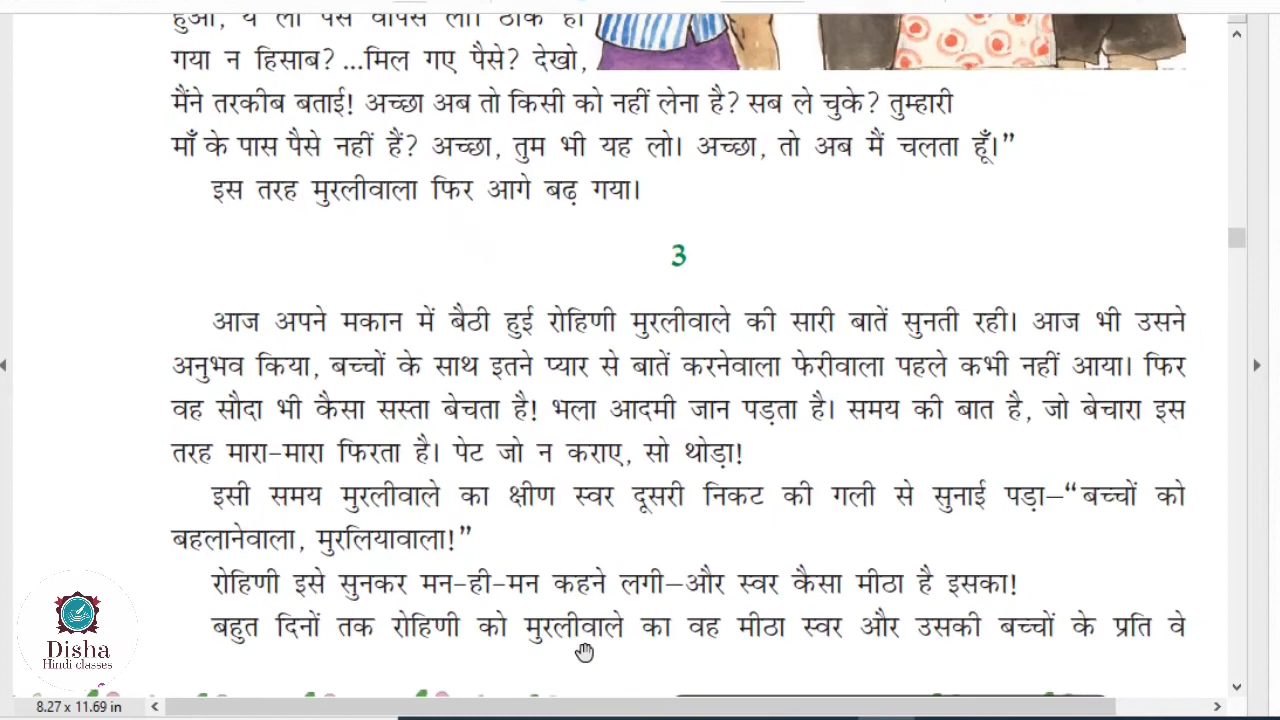 हुआ, ये लो पैसे वापस लो। ठीक हो
गया न हिसाब? ...मिल गए पैसे? देखो,
मैंने तरकीब बताई! अच्छा अब तो किसी को नहीं लेना है? सब ले चुके? तुम्हारी
माँ के पास पैसे नहीं हैं? अच्छा, तुम भी यह लो। अच्छा, तो अब मैं चलता हूँ।”
इस तरह मुरलीवाला फिर आगे बढ़ गया।
3
आज अपने मकान में बैठी हुई रोहिणी मुरलीवाले की सारी बातें सुनती रही। आज भी उसने
अनुभव किया, बच्चों के साथ इतने प्यार से बातें करनेवाला फेरीवाला पहले कभी नहीं आया। फिर
वह सौदा भी कैसा सस्ता बेचता है! भला आदमी जान पड़ता है। समय की बात है, जो बेचारा इस
तरह मारा-मारा फिरता है। पेट जो न कराए, सो थोड़ा!
इसी समय मुरलीवाले का क्षीण स्वर दूसरी निकट की गली से सुनाई पड़ा–“बच्चों को
बहलानेवाला, मुरलियावाला!”
रोहिणी इसे सुनकर मन-ही-मन कहने लगी–और स्वर कैसा मीठा है इसका!
बहुत दिनों तक रोहिणी को मुरलीवाले का वह मीठा स्वर और उसकी बच्चों के प्रति वे
Disha
Hindi classes
8.27 x 11.69 in